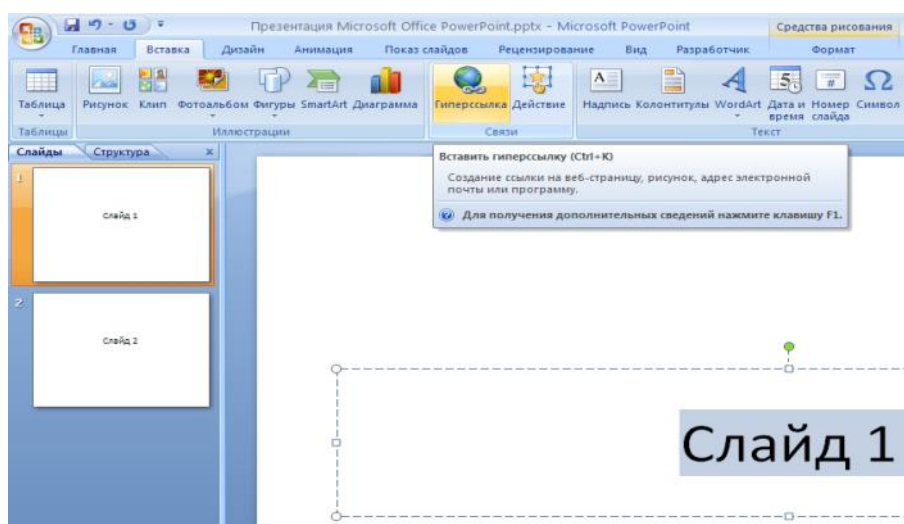 Презентация Microsoft Office PowerPoint.pptx - Microsoft PowerPoint
Средства рисования
Главная Вставка Дизайн Анимация Показ слайдов Рецензирование Вид Разработчик Формат
Таблица Рисунок Клип Фотоальбом Фигуры SmartArt Диаграмма Гиперссылка Действие Надпись Колонтитулы WordArt Дата и время Номер слайда Символ
Таблицы Иллюстрации Связи Текст
Слайды Структура x
Вставить гиперссылку (Ctrl+K)
Создание ссылки на веб-страницу, рисунок, адрес электронной
почты или программу.
Для получения дополнительных сведений нажмите клавишу F1.
1
Слайд 1
2
Слайд 2
Слайд 1